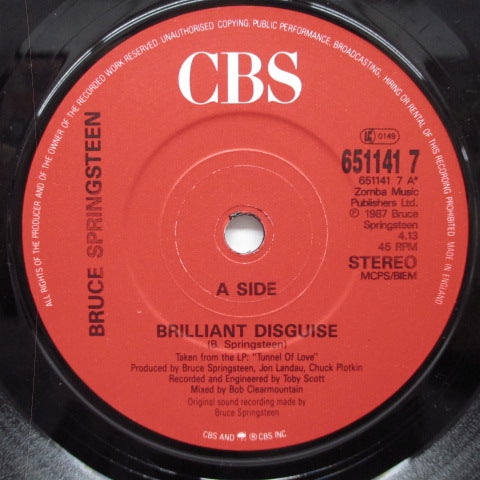 ALL RIGHTS OF THE PRODUCER AND OF THE OWNER OF THE RECORDED WORK RESERVED. UNAUTHORISED COPYING, PUBLIC PERFORMANCE, BROADCASTING, HIRING OR RENTAL OF THIS RECORDING PROHIBITED. MADE IN ENGLAND
CBS
BRUCE SPRINGSTEEN
LC 0149
651141 7
651141 7 A*
Zomba Music
Publishers Ltd.
℗ 1987 Bruce
Springsteen
4.13
45 RPM
STEREO
MCPS/BIEM
A SIDE
BRILLIANT DISGUISE
(B. Springsteen)
Taken from the LP: "Tunnel Of Love"
Produced by Bruce Springsteen, Jon Landau, Chuck Plotkin
Recorded and Engineered by Toby Scott
Mixed by Bob Clearmountain
Original sound recording made by
Bruce Springsteen
CBS AND ® CBS INC.